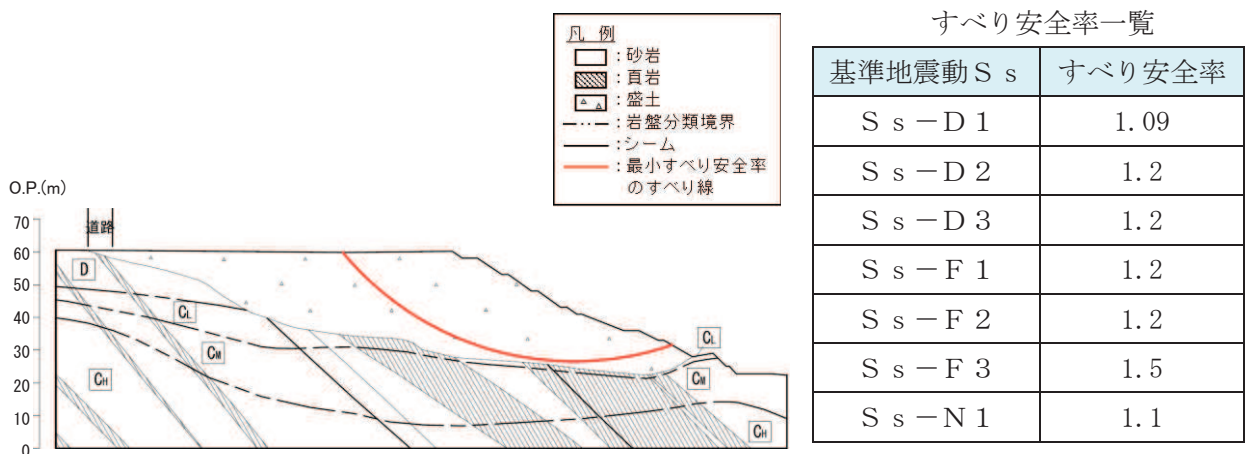 凡 例
:砂岩
:頁岩
:盛土
:岩盤分類境界
:シーム
:最小すべり安全率
のすべり線
すべり安全率一覧
基準地震動Ｓｓ すべり安全率
Ｓｓ－Ｄ１ 1.09
Ｓｓ－Ｄ２ 1.2
Ｓｓ－Ｄ３ 1.2
Ｓｓ－Ｆ１ 1.2
Ｓｓ－Ｆ２ 1.2
Ｓｓ－Ｆ３ 1.5
Ｓｓ－Ｎ１ 1.1
O.P.(m)
70
60
50
40
30
20
10
0
道路
D
CL
CM
CH
CL
CM
CH